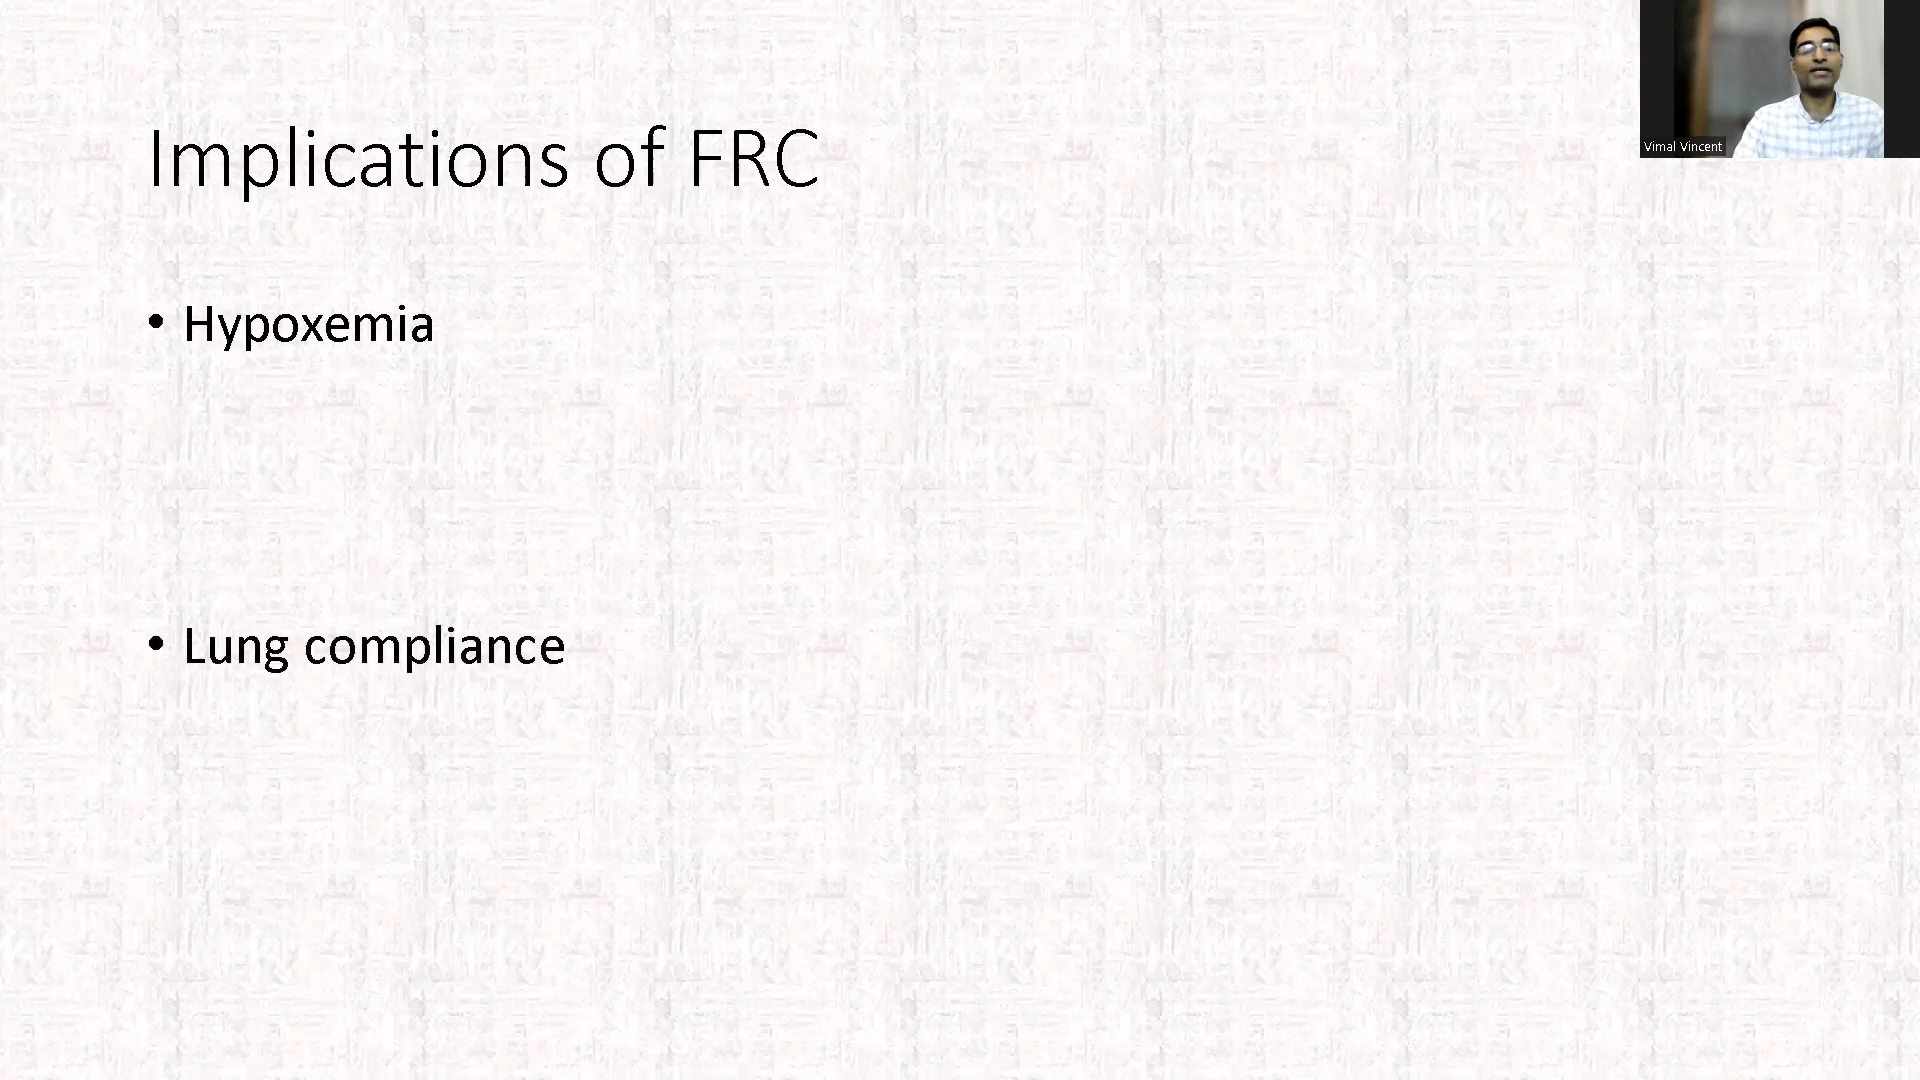 Vimal Vincent
Implications of FRC
• Hypoxemia
• Lung compliance